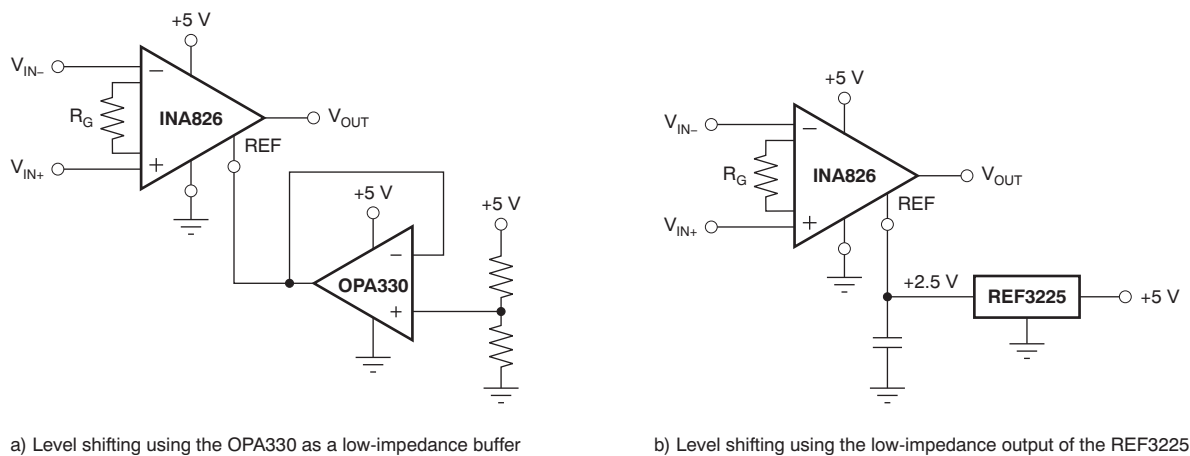 +5 V
V_IN–
−
R_G
INA826
V_OUT
REF
V_IN+
+
+5 V
+5 V
−
OPA330
+
a) Level shifting using the OPA330 as a low-impedance buffer
+5 V
V_IN–
−
R_G
INA826
V_OUT
REF
V_IN+
+
+2.5 V
REF3225
+5 V
b) Level shifting using the low-impedance output of the REF3225